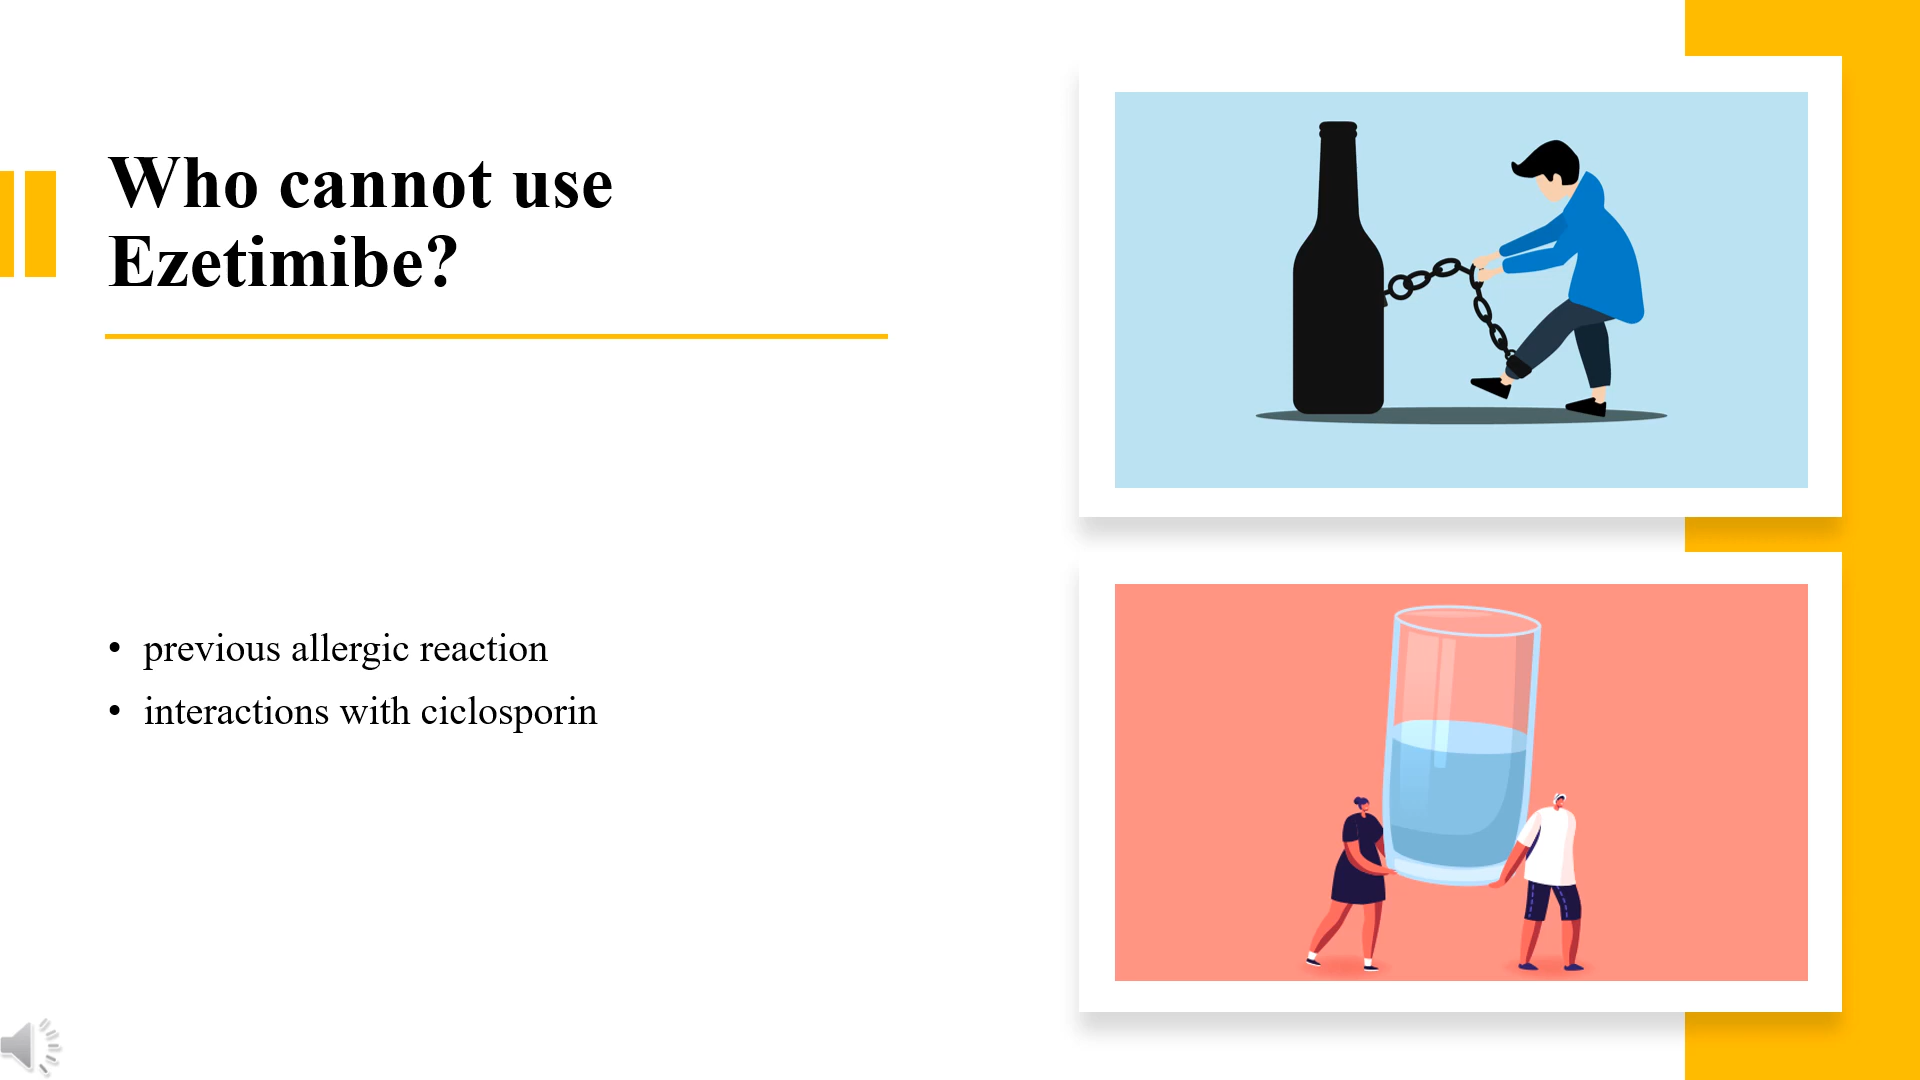 Who cannot use
Ezetimibe?
• previous allergic reaction
• interactions with ciclosporin